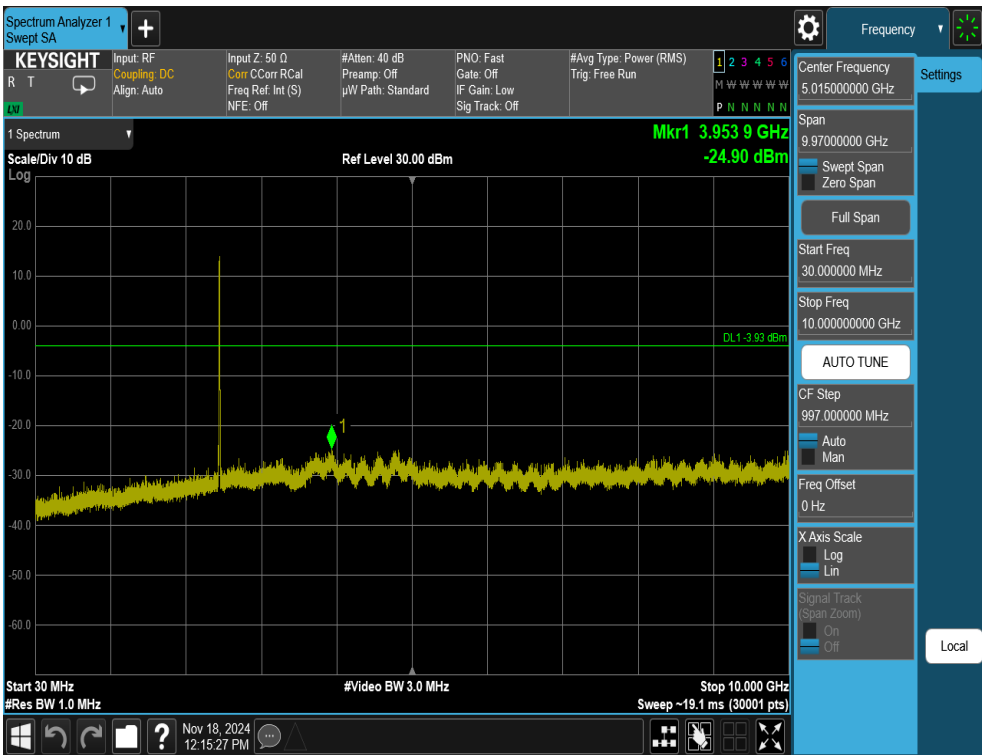 Spectrum Analyzer 1
Swept SA
Frequency
KEYSIGHT
R T
LXI
Input: RF
Coupling: DC
Align: Auto
Input Z: 50 Ω
Corr CCorr RCal
Freq Ref: Int (S)
NFE: Off
#Atten: 40 dB
Preamp: Off
µW Path: Standard
PNO: Fast
Gate: Off
IF Gain: Low
Sig Track: Off
#Avg Type: Power (RMS)
Trig: Free Run
1 2 3 4 5 6
M W W W W W
P N N N N N
1 Spectrum
Mkr1 3.953 9 GHz
-24.90 dBm
Scale/Div 10 dB
Ref Level 30.00 dBm
Log
20.0
10.0
0.00
DL1 -3.93 dBm
-10.0
-20.0
1
-30.0
-40.0
-50.0
-60.0
Start 30 MHz
#Video BW 3.0 MHz
Stop 10.000 GHz
#Res BW 1.0 MHz
Sweep ~19.1 ms (30001 pts)
Center Frequency
5.015000000 GHz
Settings
Span
9.97000000 GHz
Swept Span
Zero Span
Full Span
Start Freq
30.000000 MHz
Stop Freq
10.000000000 GHz
AUTO TUNE
CF Step
997.000000 MHz
Auto
Man
Freq Offset
0 Hz
X Axis Scale
Log
Lin
Signal Track
(Span Zoom)
On
Off
Local
?
Nov 18, 2024
12:15:27 PM